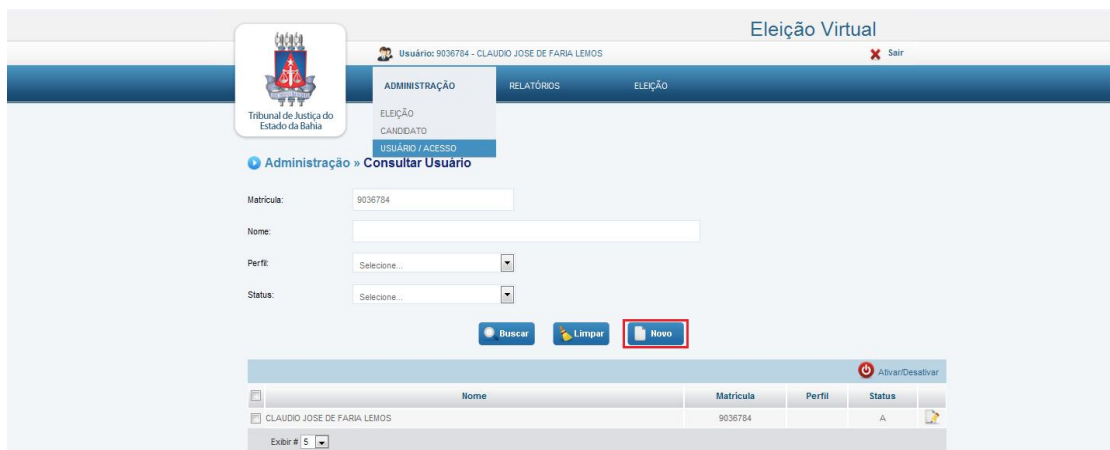 Eleição Virtual
Usuário: 9036784 - CLAUDIO JOSE DE FARIA LEMOS
Sair
ADMINISTRAÇÃO RELATÓRIOS ELEIÇÃO
Tribunal de Justiça do
Estado da Bahia
ELEIÇÃO
CANDIDATO
USUÁRIO / ACESSO
Administração » Consultar Usuário
Matrícula: 9036784
Nome:
Perfil: Selecione...
Status: Selecione...
Buscar Limpar Novo
Ativar/Desativar
Nome Matrícula Perfil Status
CLAUDIO JOSE DE FARIA LEMOS 9036784 A
Exibir # 5